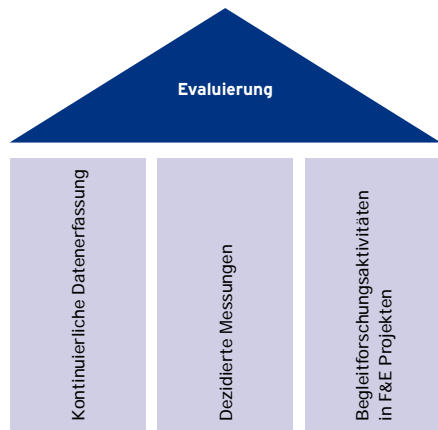 Evaluierung
Kontinuierliche Datenerfassung
Dezidierte Messungen
Begleitforschungsaktivitäten
in F&E Projekten